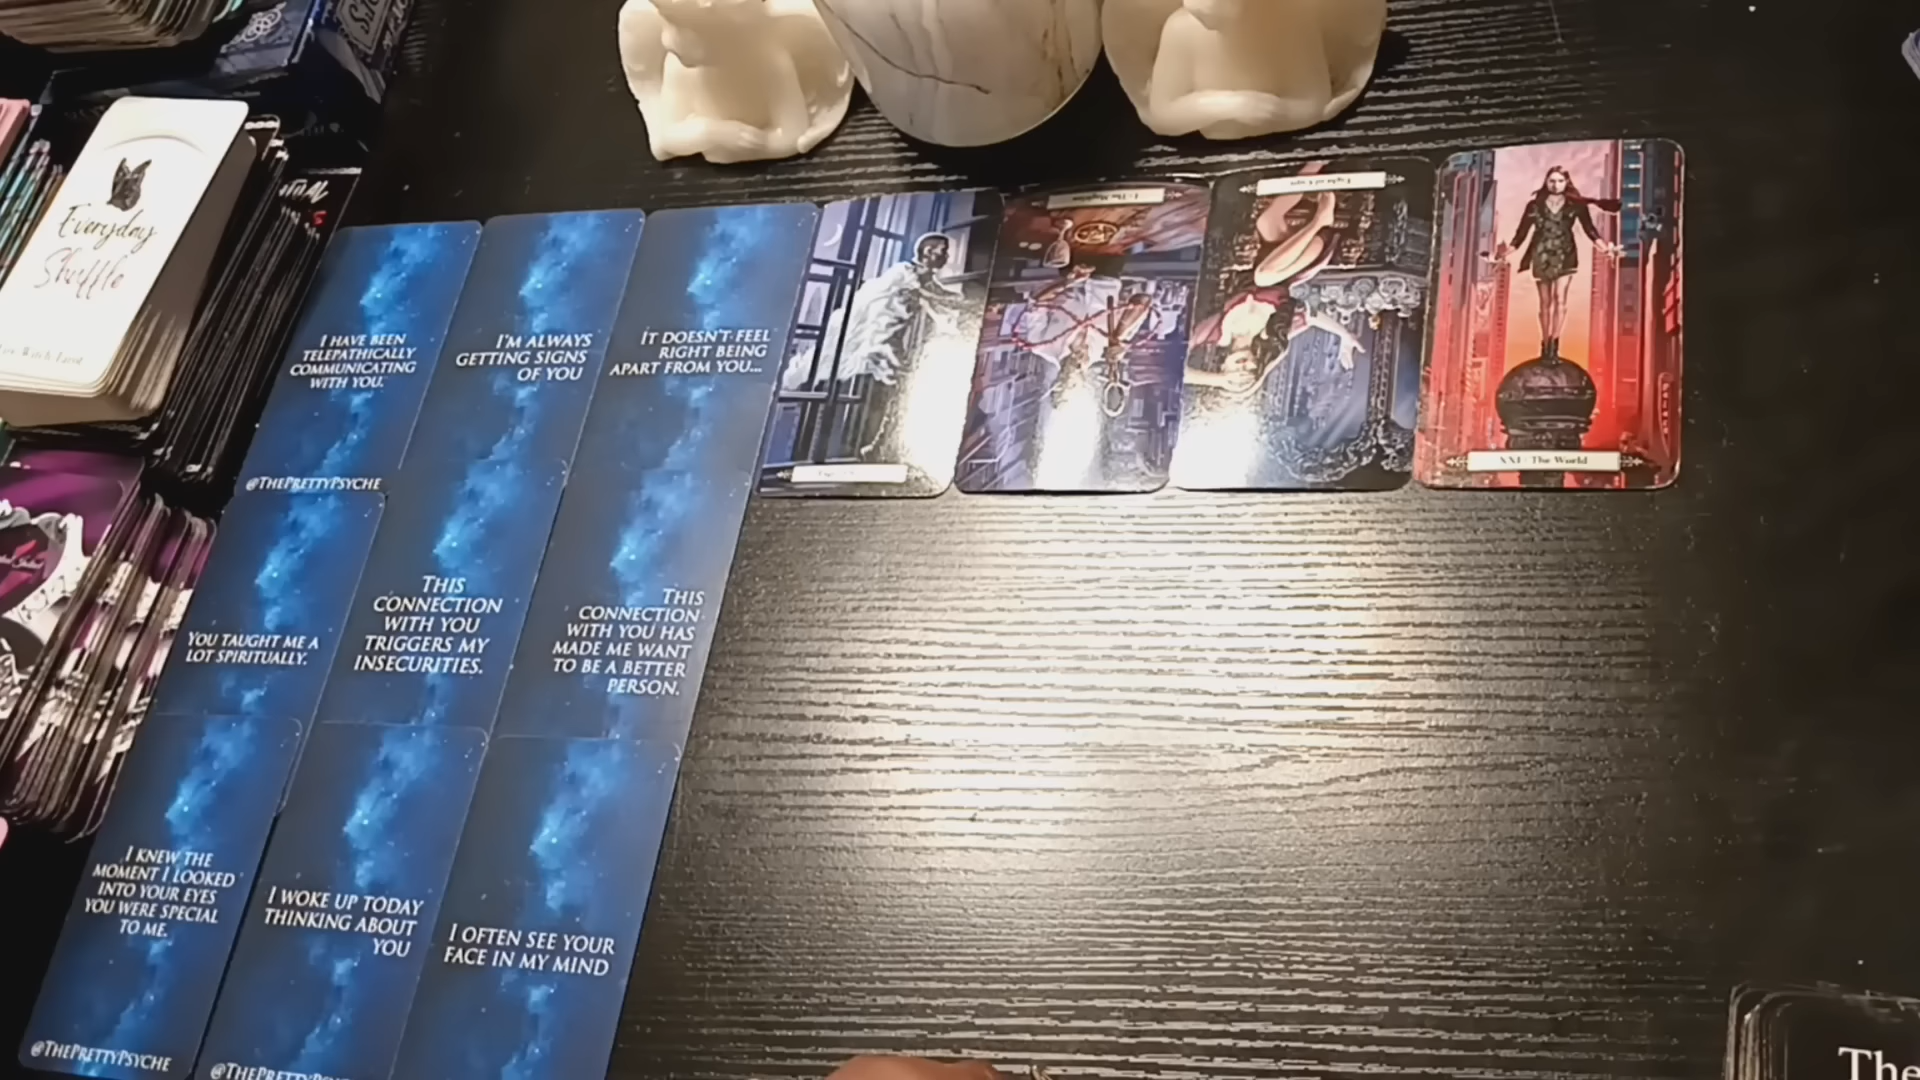 Everyday
Shuffle
I HAVE BEEN
TELEPATHICALLY
COMMUNICATING
WITH YOU.
@THEPRETTYPSYCHE
I'M ALWAYS
GETTING SIGNS
OF YOU
IT DOESN'T FEEL
RIGHT BEING
APART FROM YOU...
YOU TAUGHT ME A
LOT SPIRITUALLY.
THIS
CONNECTION
WITH YOU
TRIGGERS MY
INSECURITIES.
THIS
CONNECTION
WITH YOU HAS
MADE ME WANT
TO BE A BETTER
PERSON.
I KNEW THE
MOMENT I LOOKED
INTO YOUR EYES
YOU WERE SPECIAL
TO ME.
@THEPRETTYPSYCHE
I WOKE UP TODAY
THINKING ABOUT
YOU
I OFTEN SEE YOUR
FACE IN MY MIND
XXI · The World
The